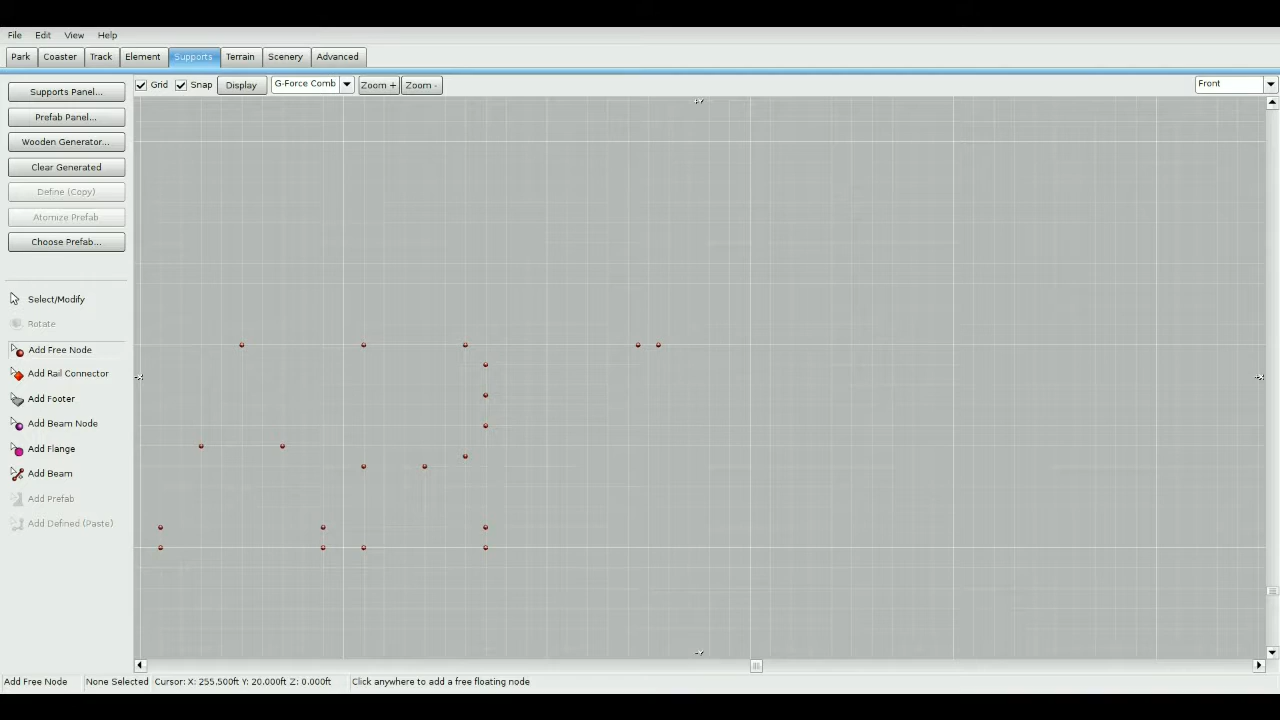 File Edit View Help
Park Coaster Track Element Supports Terrain Scenery Advanced
Supports Panel... Grid Snap Display G-Force Comb Zoom + Zoom - Front
Prefab Panel...
Wooden Generator...
Clear Generated
Define (Copy)
Atomize Prefab
Choose Prefab...
Select/Modify
Rotate
Add Free Node
Add Rail Connector
Add Footer
Add Beam Node
Add Flange
Add Beam
Add Prefab
Add Defined (Paste)
Add Free Node None Selected Cursor: X: 255.500ft Y: 20.000ft Z: 0.000ft Click anywhere to add a free floating node